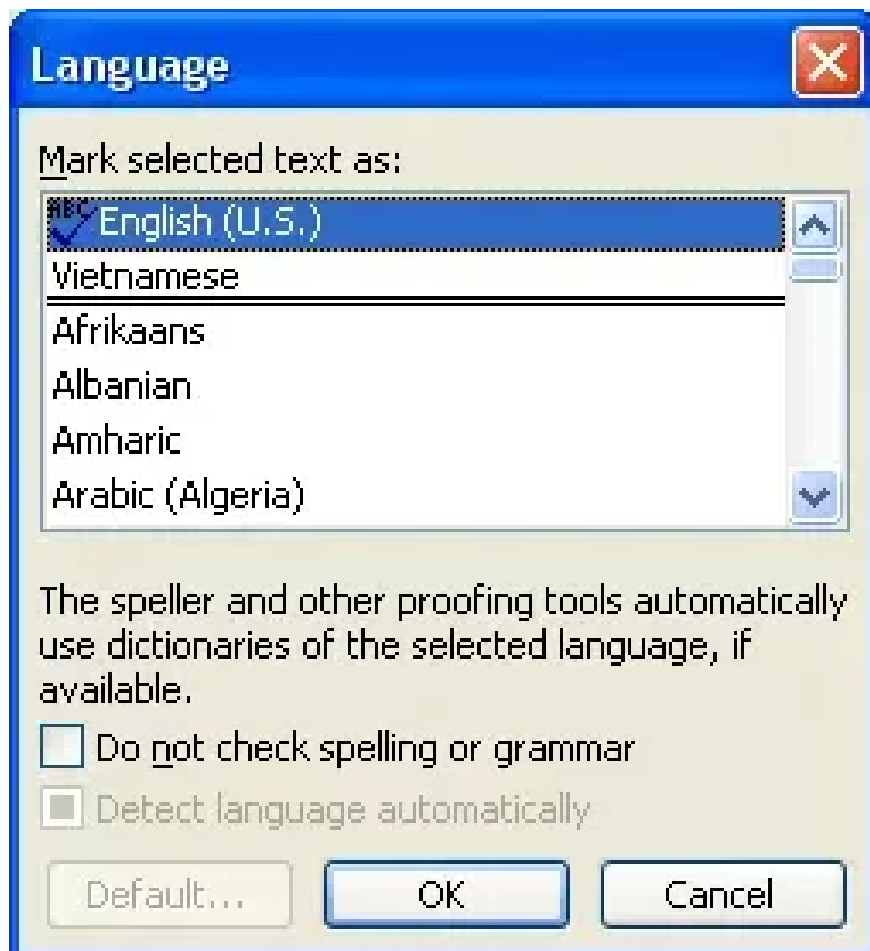 Language
Mark selected text as:
ABC English (U.S.)
Vietnamese
Afrikaans
Albanian
Amharic
Arabic (Algeria)
The speller and other proofing tools automatically
use dictionaries of the selected language, if
available.
Do not check spelling or grammar
Detect language automatically
Default... OK Cancel